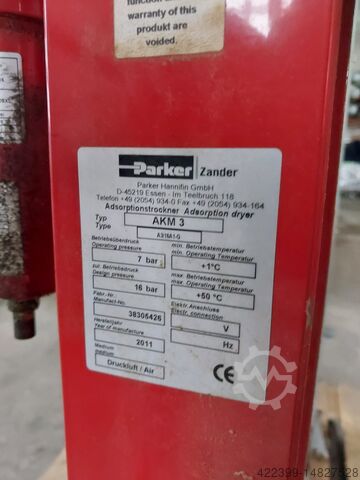 warranty of this
produkt are
voided.
Parker Zander
Parker Hannifin GmbH
D-45219 Essen - Im Teelbruch 118
Telefon +49 (2054) 934-0 Fax +49 (2054) 934-164
Adsorptionstrockner Adsorption dryer
Typ
Type
AKM 3
A31MA1-G
Betriebsüberdruck
Operating pressure
7 bar
min. Betriebstemperatur
min. Operating Temperatur
+1°C
zul. Betriebsdruck
Design pressure
16 bar
max. Betriebstemperatur
max. Operating Temperatur
+50 °C
Fabr.-Nr.
Manufact-No.
38305426
Elektr. Anschluss
Electr. connection
V
Herstelljahr
Year of manufacture
2011
Hz
Medium
medium
Druckluft / Air
CE
422399-14827528